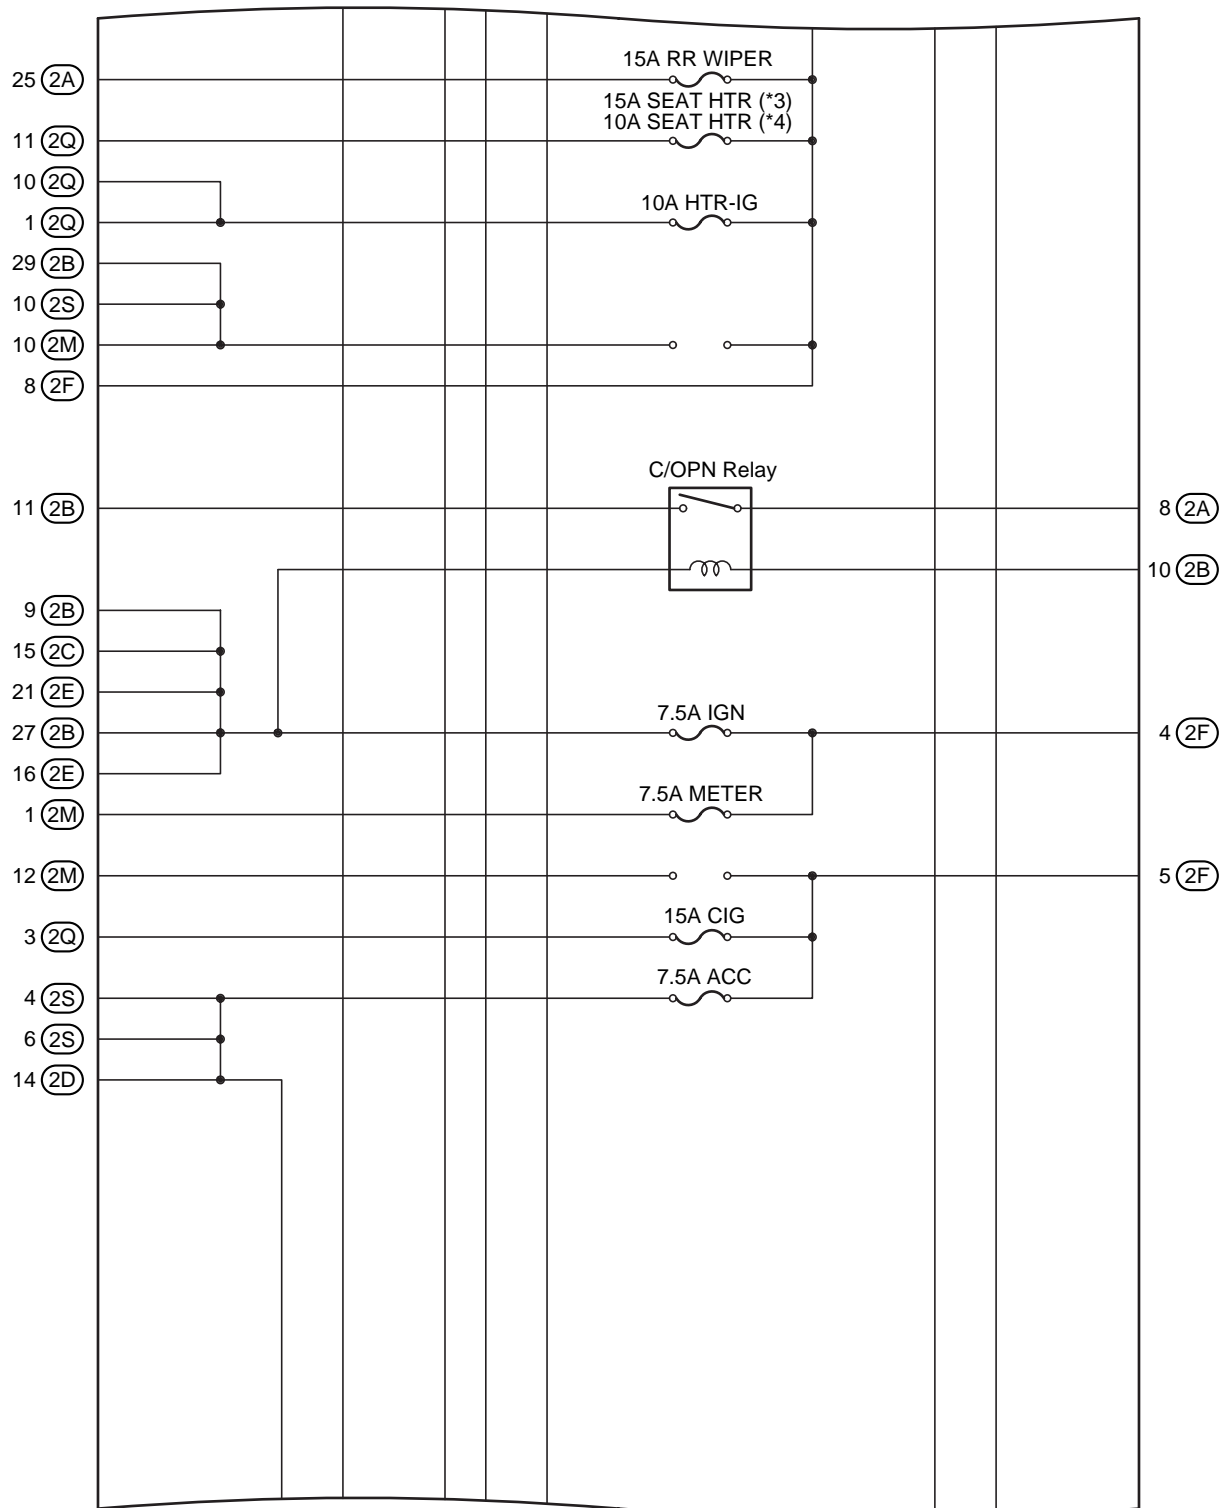 15A RR WIPER
25 2A
15A SEAT HTR (*3)
10A SEAT HTR (*4)
11 2Q
10 2Q
10A HTR-IG
1 2Q
29 2B
10 2S
10 2M
8 2F
C/OPN Relay
11 2B
8 2A
10 2B
9 2B
15 2C
21 2E
7.5A IGN
27 2B
4 2F
16 2E
7.5A METER
1 2M
12 2M
5 2F
15A CIG
3 2Q
7.5A ACC
4 2S
6 2S
14 2D